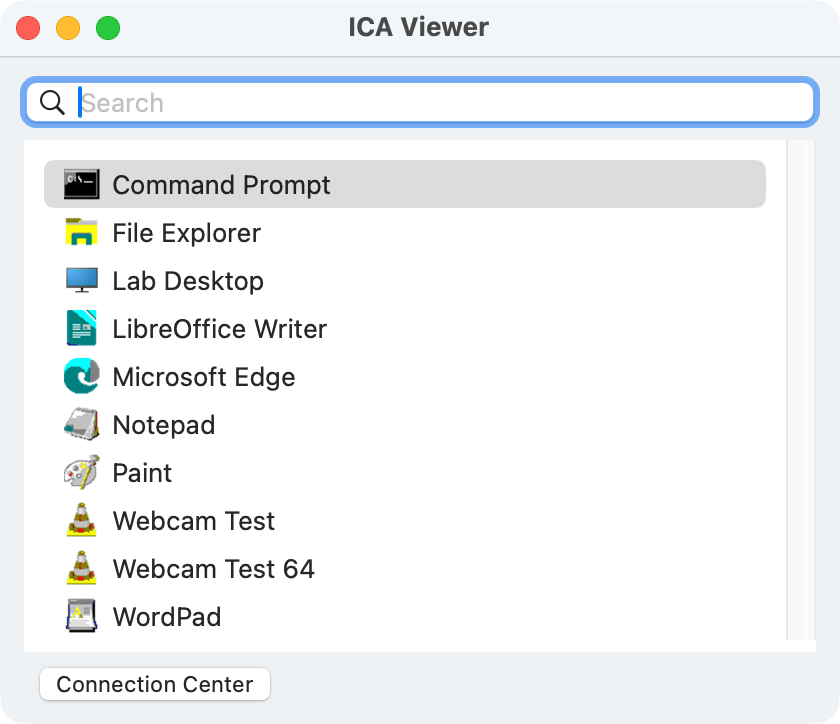 ICA Viewer
Search
Command Prompt
File Explorer
Lab Desktop
LibreOffice Writer
Microsoft Edge
Notepad
Paint
Webcam Test
Webcam Test 64
WordPad
Connection Center